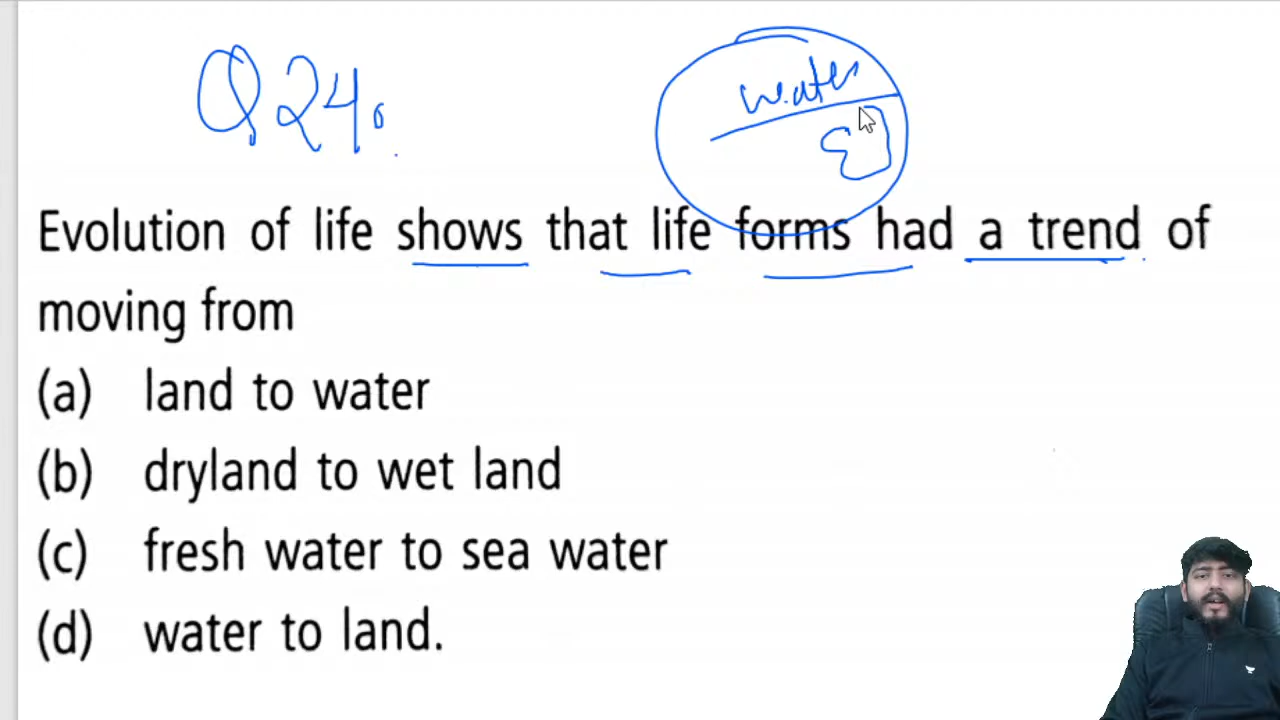 Q 24.
water
Evolution of life shows that life forms had a trend of
moving from
(a) land to water
(b) dryland to wet land
(c) fresh water to sea water
(d) water to land.